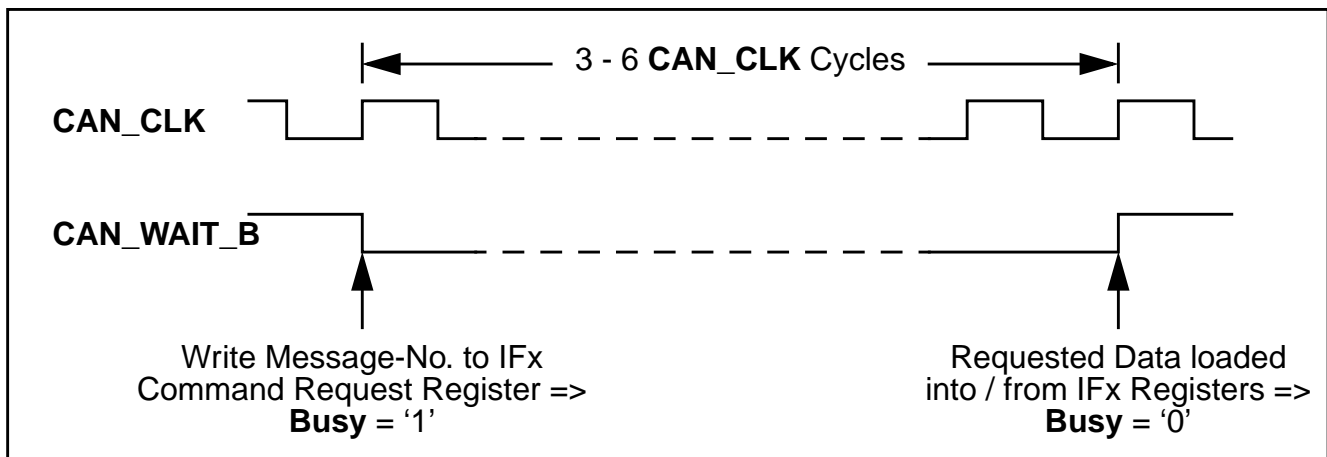 3 - 6 CAN_CLK Cycles
CAN_CLK
CAN_WAIT_B
Write Message-No. to IFx
Command Request Register =>
Busy = ‘1’
Requested Data loaded
into / from IFx Registers =>
Busy = ‘0’